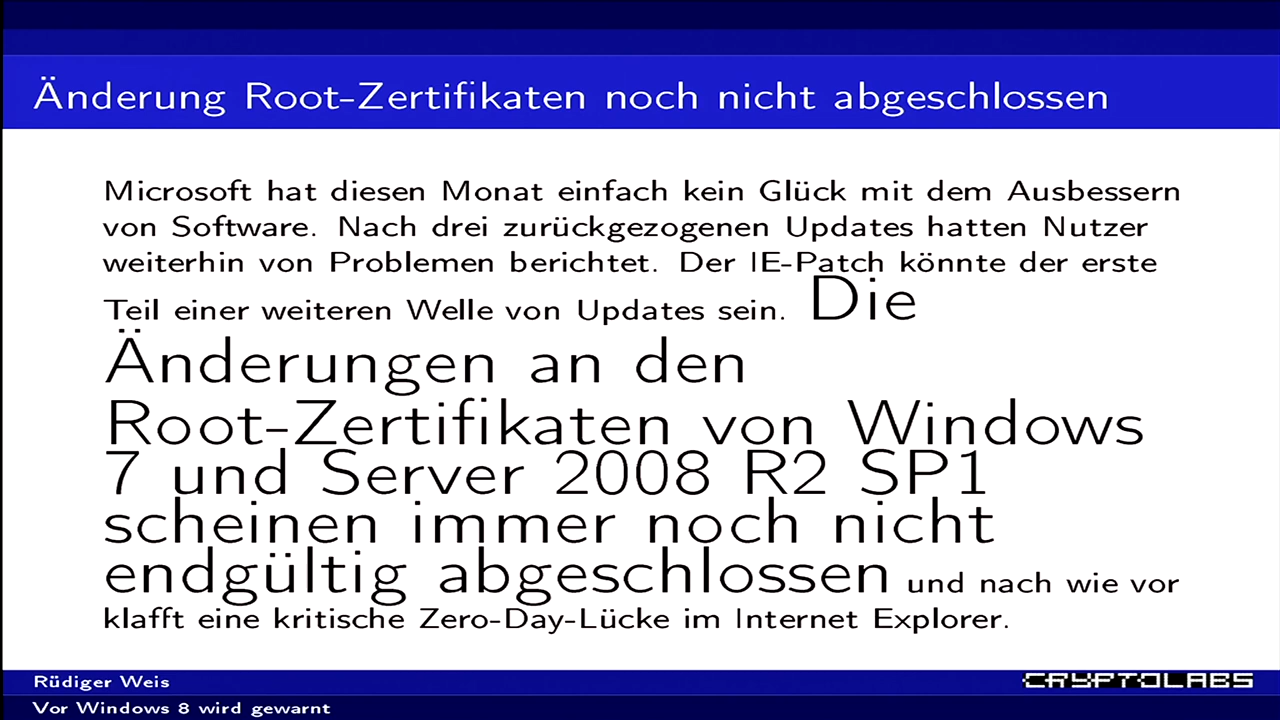 Änderung Root-Zertifikaten noch nicht abgeschlossen
Microsoft hat diesen Monat einfach kein Glück mit dem Ausbessern
von Software. Nach drei zurückgezogenen Updates hatten Nutzer
weiterhin von Problemen berichtet. Der IE-Patch könnte der erste
Teil einer weiteren Welle von Updates sein. Die
Änderungen an den
Root-Zertifikaten von Windows
7 und Server 2008 R2 SP1
scheinen immer noch nicht
endgültig abgeschlossen und nach wie vor
klafft eine kritische Zero-Day-Lücke im Internet Explorer.
Rüdiger Weis
CRYPTOLABS
Vor Windows 8 wird gewarnt